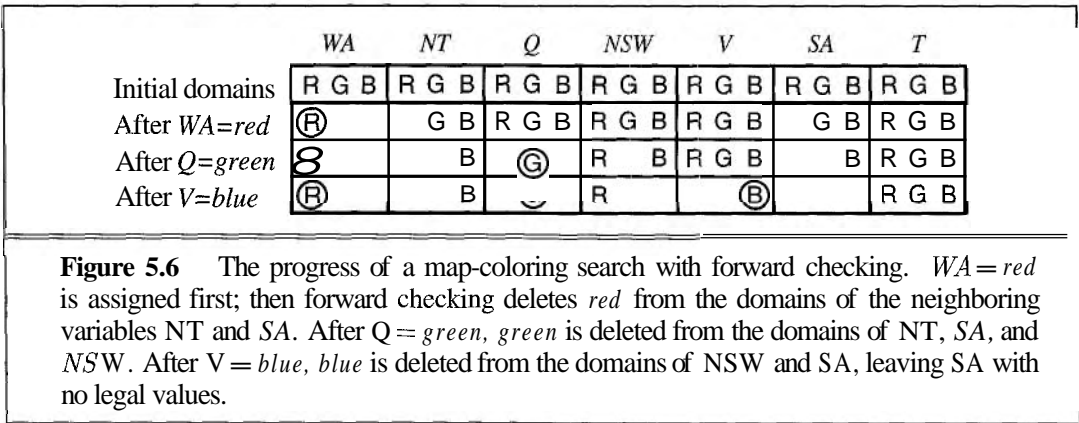 WA NT Q NSW V SA T
Initial domains R G B R G B R G B R G B R G B R G B R G B
After WA=red R G B R G B R G B R G B G B R G B
After Q=green 8 B G R B R G B B R G B
After V=blue R B R B R G B
Figure 5.6 The progress of a map-coloring search with forward checking. WA = red
is assigned first; then forward checking deletes red from the domains of the neighboring
variables NT and SA. After Q = green, green is deleted from the domains of NT, SA, and
NSW. After V = blue, blue is deleted from the domains of NSW and SA, leaving SA with
no legal values.